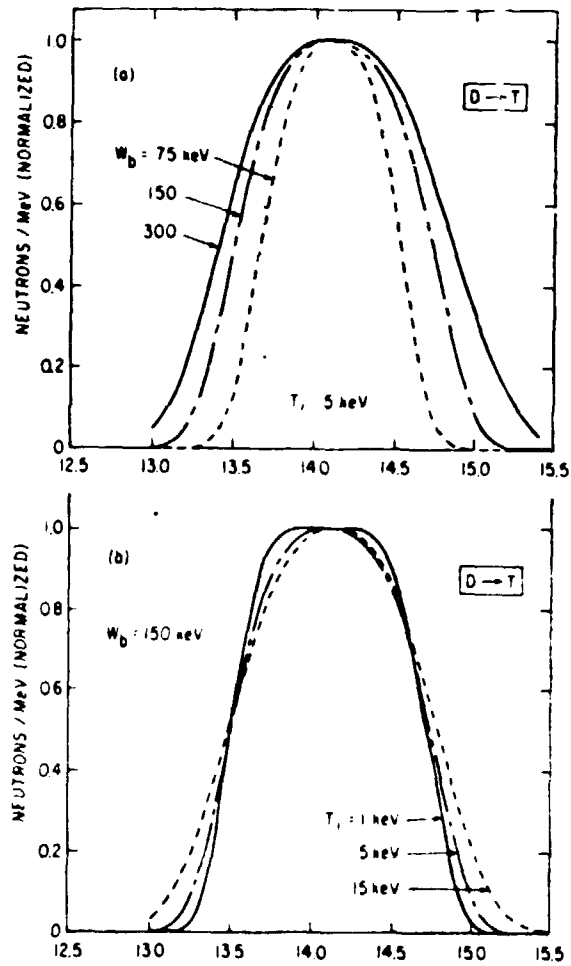 NEUTRONS / MeV (NORMALIZED)
1.0
0.8
0.6
0.4
0.2
0
(a)
D → T
W_b = 75 keV
150
300
T_i 5 keV
12.5 13.0 13.5 14.0 14.5 15.0 15.5
NEUTRONS / MeV (NORMALIZED)
1.0
0.8
0.6
0.4
0.2
0
(b)
D → T
W_b = 150 keV
T_i = 1 keV
5 keV
15 keV
12.5 13.0 13.5 14.0 14.5 15.0 15.5